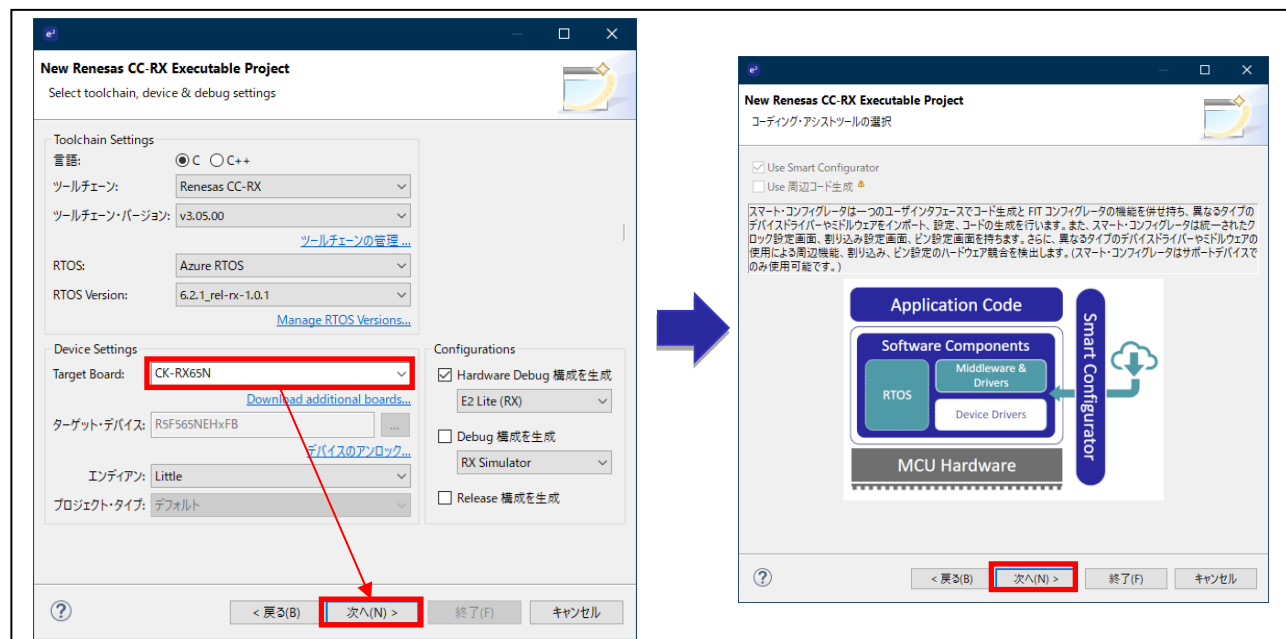 New Renesas CC-RX Executable Project
Select toolchain, device & debug settings
Toolchain Settings
言語: C C++
ツールチェーン: Renesas CC-RX
ツールチェーン・バージョン: v3.05.00
ツールチェーンの管理 ...
RTOS: Azure RTOS
RTOS Version: 6.2.1_rel-rx-1.0.1
Manage RTOS Versions...
Device Settings
Target Board: CK-RX65N
Download additional boards...
ターゲット・デバイス: R5F565NEHxFB ...
デバイスのアンロック...
エンディアン: Little
プロジェクト・タイプ: デフォルト
Configurations
Hardware Debug 構成を生成
E2 Lite (RX)
Debug 構成を生成
RX Simulator
Release 構成を生成
< 戻る(B) 次へ(N) > 終了(F) キャンセル
New Renesas CC-RX Executable Project
コーディング・アシストツールの選択
Use Smart Configurator
Use 周辺コード生成
スマート・コンフィグレータは一つのユーザインタフェースでコード生成と FIT コンフィグレータの機能を併せ持ち、異なるタイプの
デバイスドライバーやミドルウェアをインポート、設定、コードの生成を行います。また、スマート・コンフィグレータは統一されたク
ロック設定画面、割り込み設定画面、ピン設定画面を持ちます。さらに、異なるタイプのデバイスドライバーやミドルウェアの
使用による周辺機能、割り込み、ピン設定のハードウェア競合を検出します。(スマート・コンフィグレータはサポートデバイスで
のみ使用可能です。)
Application Code
Software Components
RTOS
Middleware &
Drivers
Device Drivers
MCU Hardware
Smart Configurator
< 戻る(B) 次へ(N) > 終了(F) キャンセル